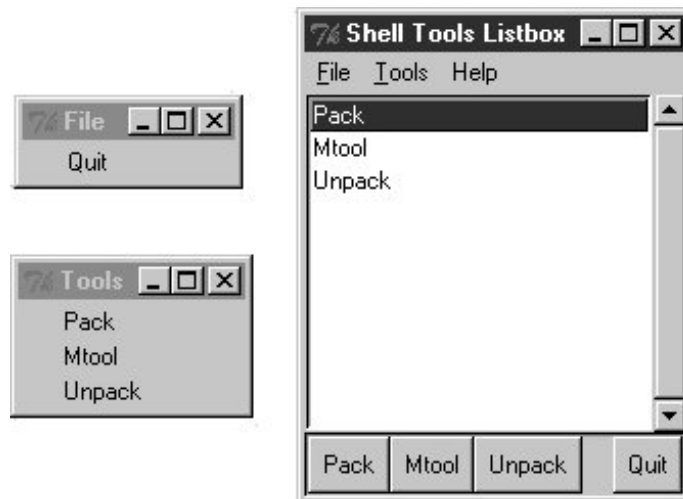 File
Quit
Tools
Pack
Mtool
Unpack
Shell Tools Listbox
File Tools Help
Pack
Mtool
Unpack
Pack Mtool Unpack Quit